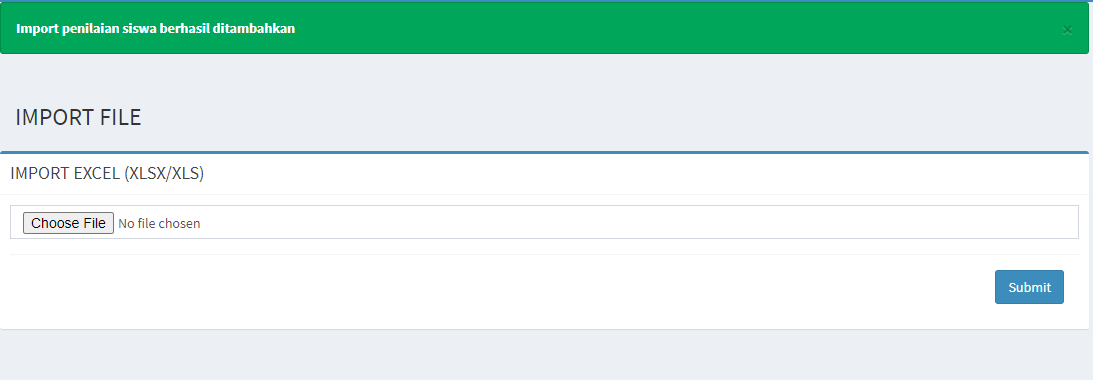 Import penilaian siswa berhasil ditambahkan ×
IMPORT FILE
IMPORT EXCEL (XLSX/XLS)
Choose File No file chosen
Submit